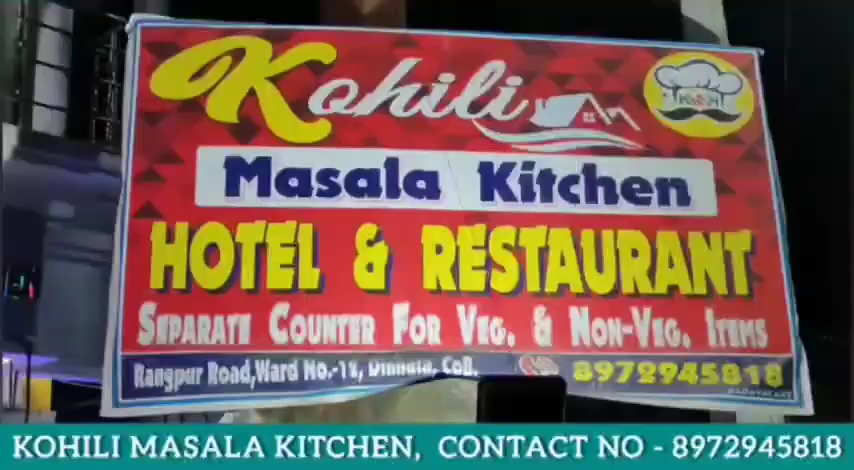 Kohili
Masala Kitchen
HOTEL & RESTAURANT
SEPARATE COUNTER FOR VEG. & NON-VEG. ITEMS
Rangpur Road, Ward No.-12, Dinhata, CoB. 8972945818
KOHILI MASALA KITCHEN, CONTACT NO - 8972945818